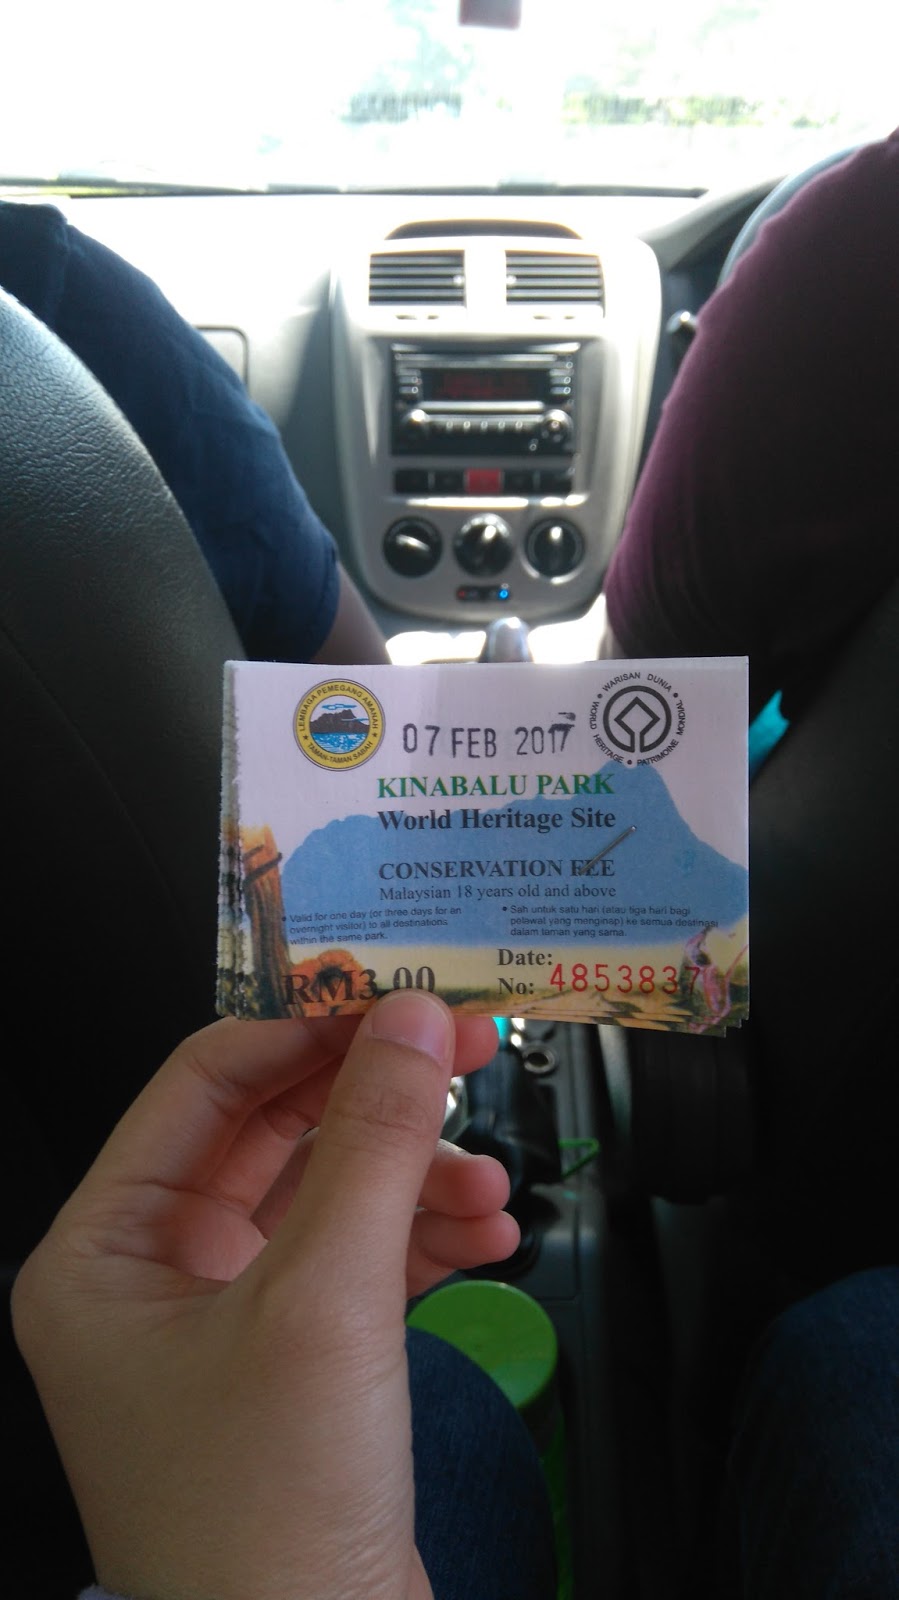 LEMBAGA PEMEGANG AMANAH
TAMAN-TAMAN SABAH
07 FEB 2017
WARISAN DUNIA
WORLD HERITAGE
PATRIMOINE MONDIAL
KINABALU PARK
World Heritage Site
CONSERVATION FEE
Malaysian 18 years old and above
• Valid for one day (or three days for an
overnight visitor) to all destinations
within the same park.
• Sah untuk satu hari (atau tiga hari bagi
pelawat yang menginap) ke semua destinasi
dalam taman yang sama.
RM3.00
Date:
No: 4853837